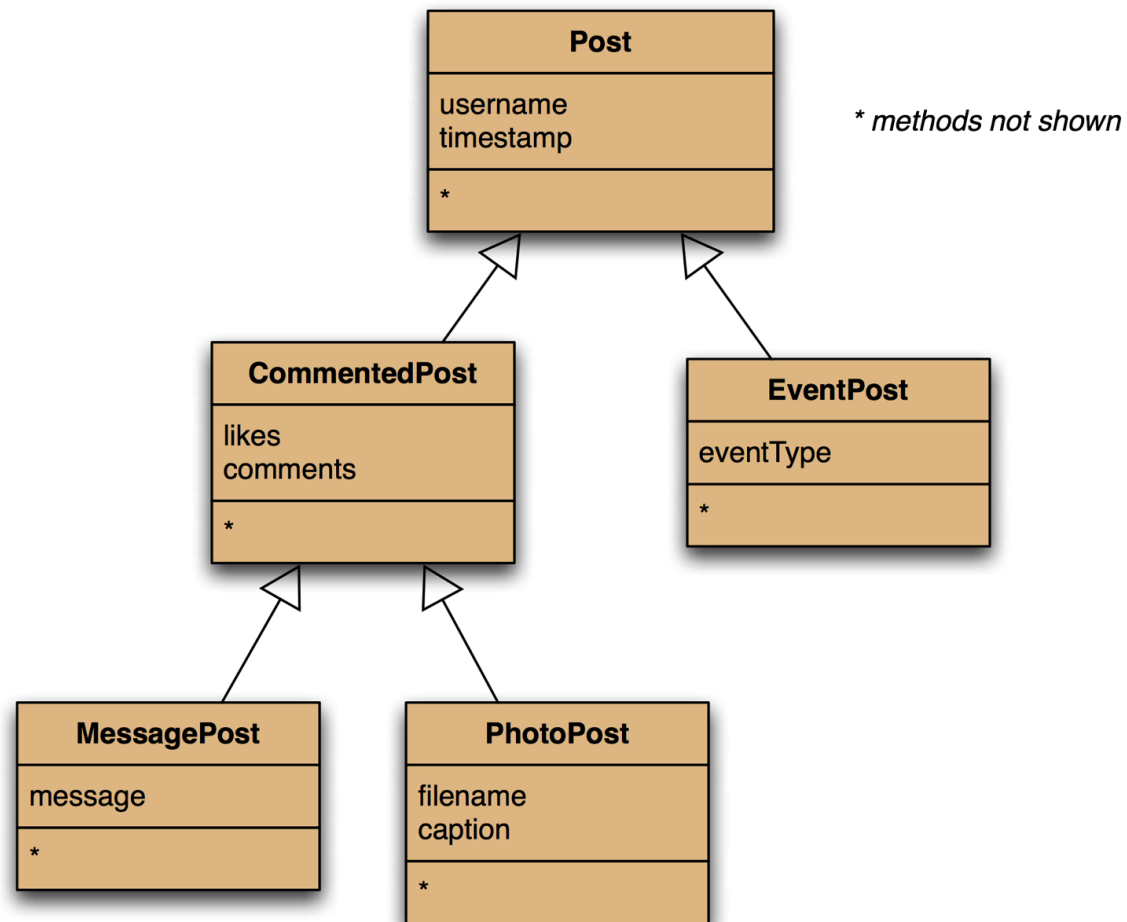 Post
username
timestamp
*
* methods not shown
CommentedPost
likes
comments
*
EventPost
eventType
*
MessagePost
message
*
PhotoPost
filename
caption
*